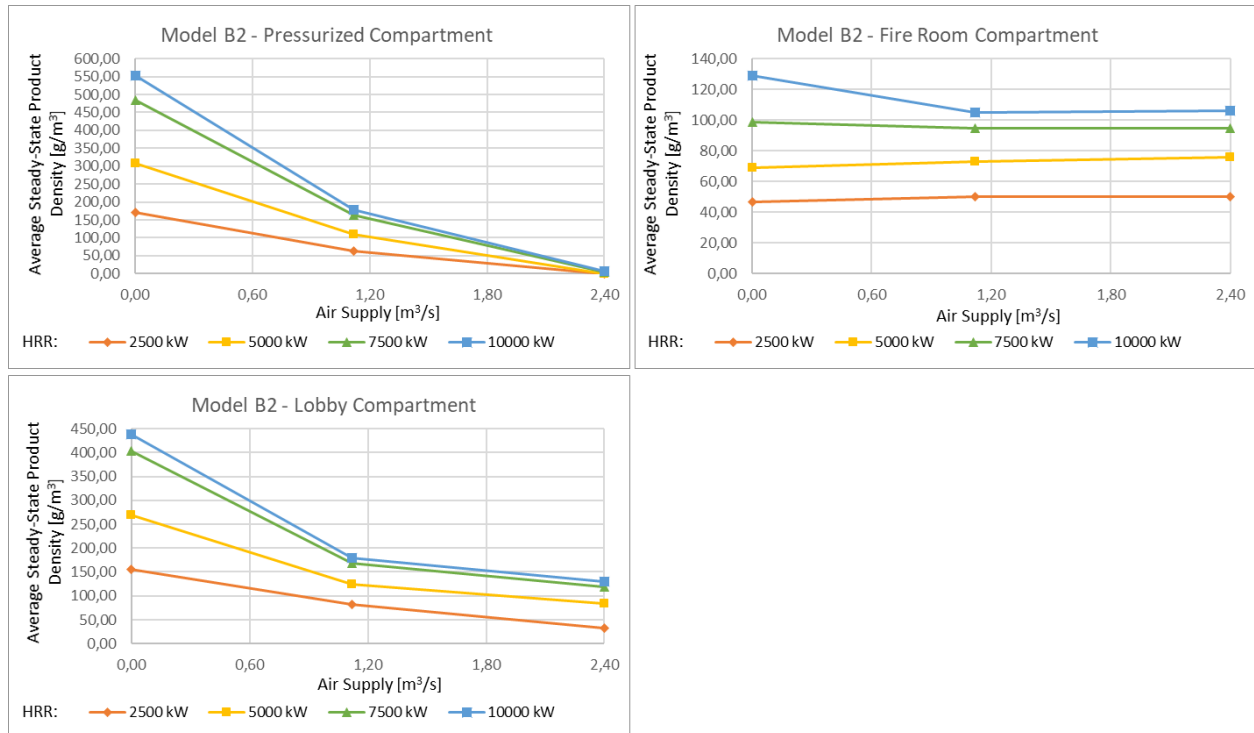 Model B2 - Pressurized Compartment
Average Steady-State Product
Density [g/m³]
600,00
550,00
500,00
450,00
400,00
350,00
300,00
250,00
200,00
150,00
100,00
50,00
0,00
0,00 0,60 1,20 1,80 2,40
Air Supply [m³/s]
HRR: 2500 kW 5000 kW 7500 kW 10000 kW
Model B2 - Fire Room Compartment
Average Steady-State Product
Density [g/m³]
140,00
120,00
100,00
80,00
60,00
40,00
20,00
0,00
0,00 0,60 1,20 1,80 2,40
Air Supply [m³/s]
HRR: 2500 kW 5000 kW 7500 kW 10000 kW
Model B2 - Lobby Compartment
Average Steady-State Product
Density [g/m³]
450,00
400,00
350,00
300,00
250,00
200,00
150,00
100,00
50,00
0,00
0,00 0,60 1,20 1,80 2,40
Air Supply [m³/s]
HRR: 2500 kW 5000 kW 7500 kW 10000 kW